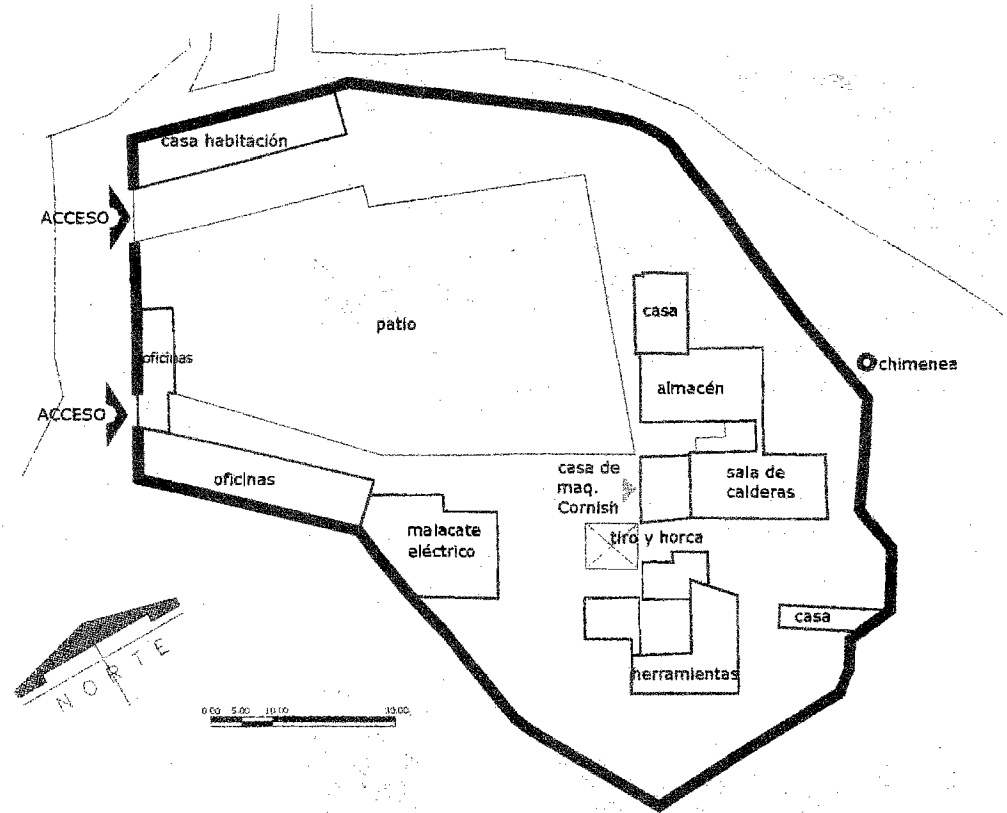 casa habitación
ACCESO
casa
patio
oficinas
chimenea
almacén
ACCESO
casa de
maq.
Cornish
sala de
calderas
oficinas
malacate
eléctrico
tiro y horca
casa
herramientas
NORTE
0.00 5.00 10.00 30.00